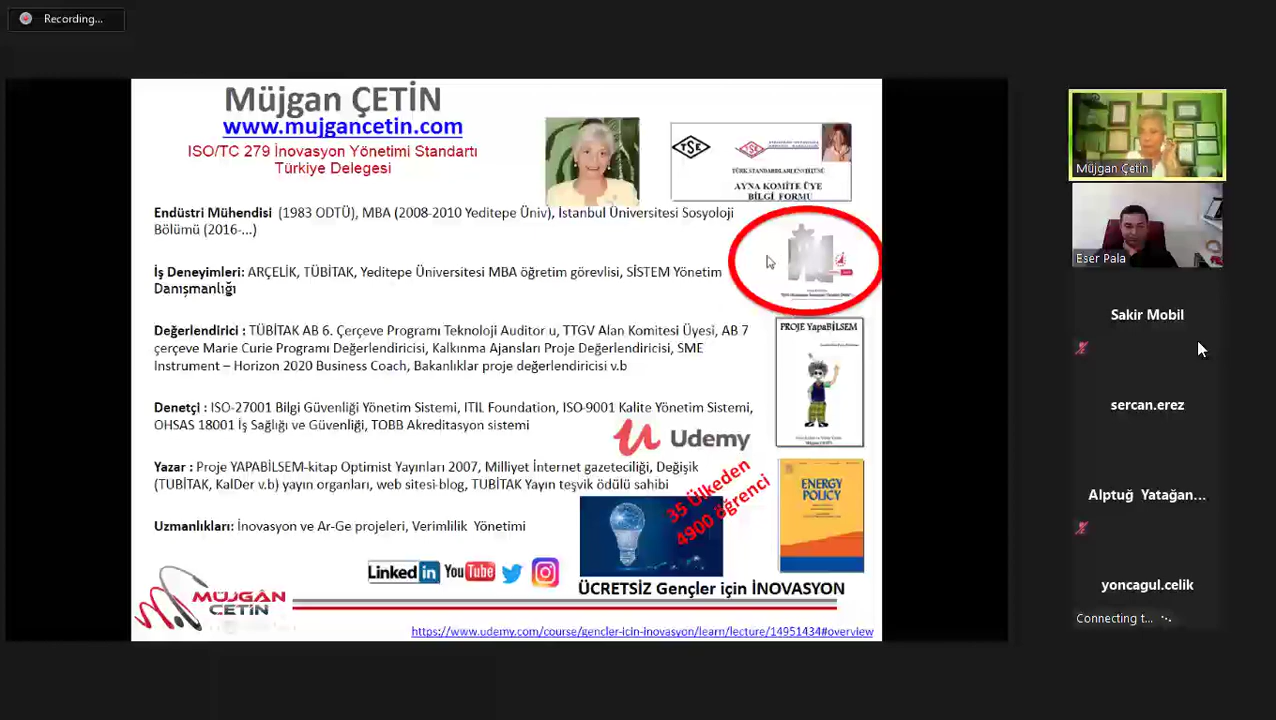 Recording...
Müjgan ÇETİN
www.mujgancetin.com
ISO/TC 279 İnovasyon Yönetimi Standartı
Türkiye Delegesi
TSE
TÜRK STANDARDLARI ENSTİTÜSÜ
AYNA KOMİTE ÜYE
BİLGİ FORMU
Endüstri Mühendisi (1983 ODTÜ), MBA (2008-2010 Yeditepe Üniv), İstanbul Üniversitesi Sosyoloji
Bölümü (2016-...)
İş Deneyimleri: ARÇELİK, TÜBİTAK, Yeditepe Üniversitesi MBA öğretim görevlisi, SİSTEM Yönetim
Danışmanlığı
Değerlendirici : TÜBİTAK AB 6. Çerçeve Programı Teknoloji Auditor u, TTGV Alan Komitesi Üyesi, AB 7
çerçeve Marie Curie Programı Değerlendiricisi, Kalkınma Ajansları Proje Değerlendiricisi, SME
Instrument – Horizon 2020 Business Coach, Bakanlıklar proje değerlendiricisi v.b
PROJE YapaBİLSEM
Denetçi : ISO-27001 Bilgi Güvenliği Yönetim Sistemi, ITIL Foundation, ISO-9001 Kalite Yönetim Sistemi,
OHSAS 18001 İş Sağlığı ve Güvenliği, TOBB Akreditasyon sistemi
Udemy
Yazar : Proje YAPABİLSEM-kitap Optimist Yayınları 2007, Milliyet İnternet gazeteciliği, Değişik
(TUBİTAK, KalDer v.b) yayın organları, web sitesi-blog, TUBİTAK Yayın teşvik ödülü sahibi
35 Ülkeden
4900 öğrenci
ENERGY
POLICY
Uzmanlıkları: İnovasyon ve Ar-Ge projeleri, Verimlilik Yönetimi
Linked in YouTube
ÜCRETSİZ Gençler için İNOVASYON
MÜJGÂN
ÇETİN
https://www.udemy.com/course/gencler-icin-inovasyon/learn/lecture/14951434#overview
Müjgan Çetin
Eser Pala
Sakir Mobil
sercan.erez
Alptuğ Yatağan...
yoncagul.celik
Connecting t...